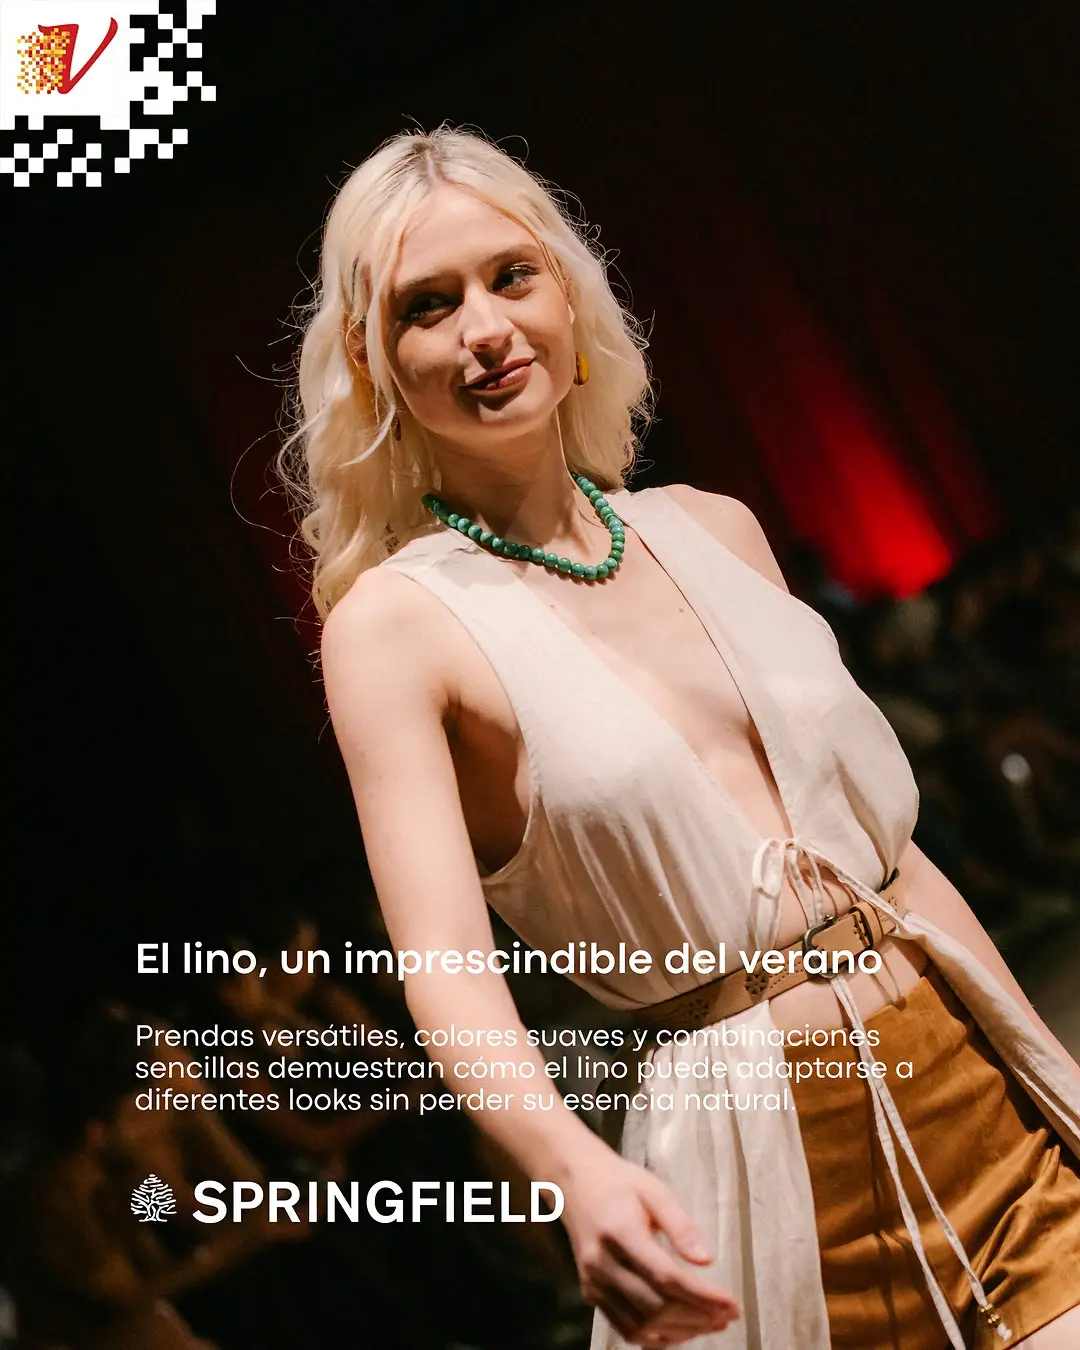 V
El lino, un imprescindible del verano
Prendas versátiles, colores suaves y combinaciones
sencillas demuestran cómo el lino puede adaptarse a
diferentes looks sin perder su esencia natural.
SPRINGFIELD